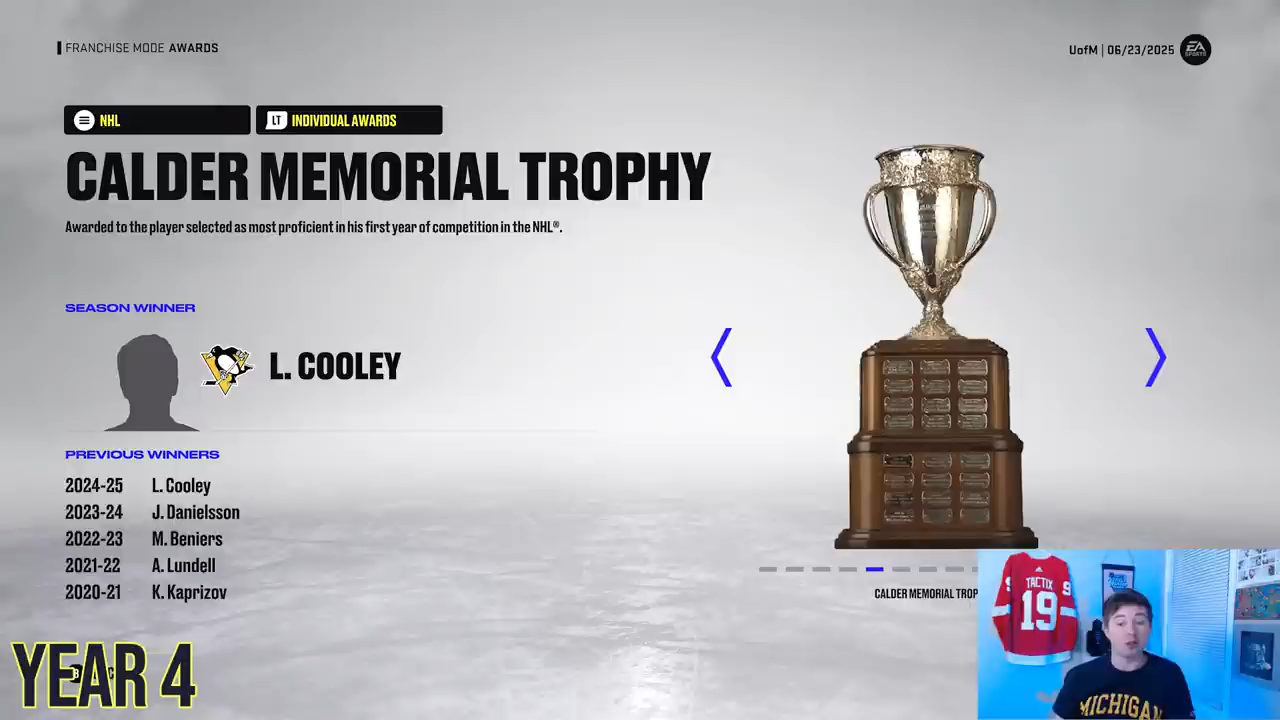 FRANCHISE MODE AWARDS
UofM | 06/23/2025
EA SPORTS
NHL
LT INDIVIDUAL AWARDS
CALDER MEMORIAL TROPHY
Awarded to the player selected as most proficient in his first year of competition in the NHL®.
SEASON WINNER
L. COOLEY
PREVIOUS WINNERS
2024-25 L. Cooley
2023-24 J. Danielsson
2022-23 M. Beniers
2021-22 A. Lundell
2020-21 K. Kaprizov
CALDER MEMORIAL TROP
TACTIX
19
9
MICHIGAN
YEAR 4